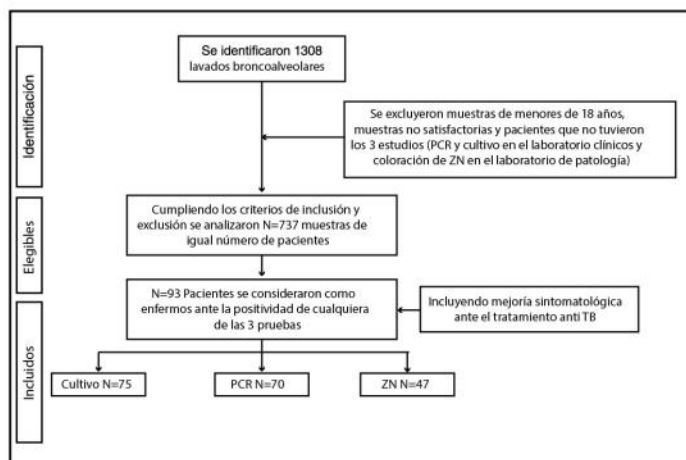 Identificación
Se identificaron 1308
lavados broncoalveolares
Se excluyeron muestras de menores de 18 años,
muestras no satisfactorias y pacientes que no tuvieron
los 3 estudios (PCR y cultivo en el laboratorio clínicos y
coloración de ZN en el laboratorio de patología)
Elegibles
Cumpliendo los criterios de inclusión y
exclusión se analizaron N=737 muestras de
igual número de pacientes
Incluidos
N=93 Pacientes se consideraron como
enfermos ante la positividad de cualquiera
de las 3 pruebas
Incluyendo mejoría sintomatológica
ante el tratamiento anti TB
Cultivo N=75
PCR N=70
ZN N=47